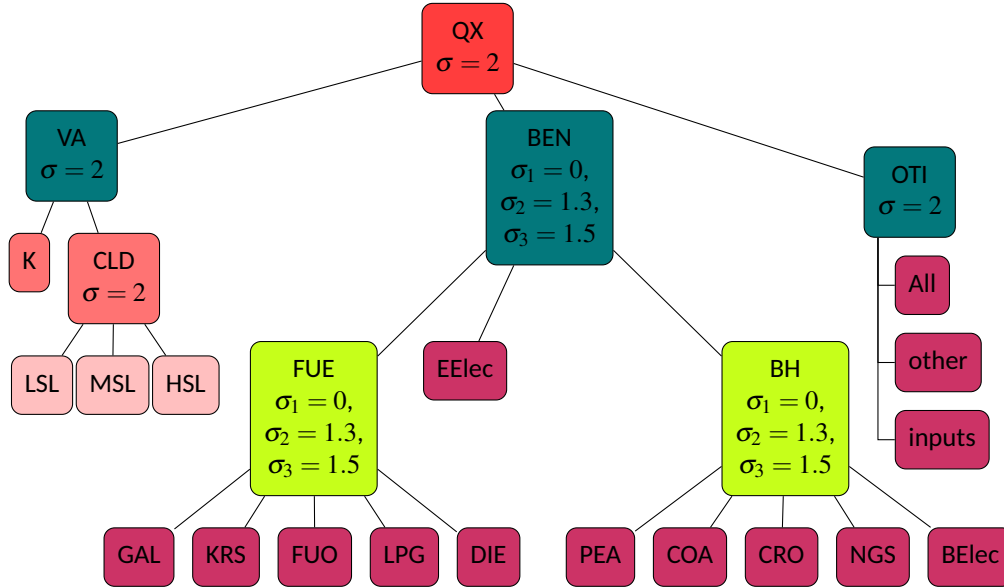 QX
σ = 2
VA
σ = 2
BEN
σ₁ = 0,
σ₂ = 1.3,
σ₃ = 1.5
OTI
σ = 2
K
CLD
σ = 2
All
LSL
MSL
HSL
FUE
σ₁ = 0,
σ₂ = 1.3,
σ₃ = 1.5
EElec
BH
σ₁ = 0,
σ₂ = 1.3,
σ₃ = 1.5
other
inputs
GAL
KRS
FUO
LPG
DIE
PEA
COA
CRO
NGS
BElec